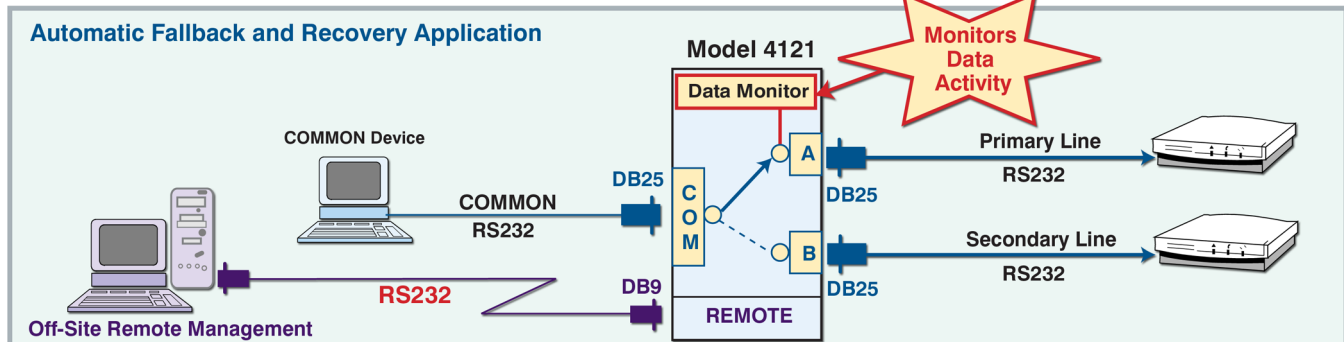 Automatic Fallback and Recovery Application
Model 4121
Monitors
Data
Activity
Data Monitor
COMMON Device
A
Primary Line
RS232
DB25
DB25
COMMON
RS232
C
O
M
B
Secondary Line
RS232
DB25
RS232
DB9
REMOTE
Off-Site Remote Management